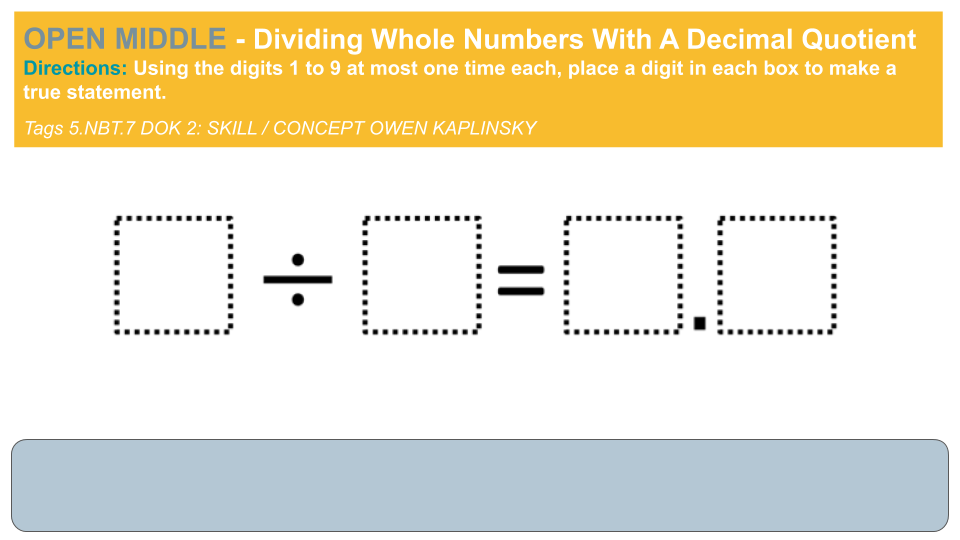 OPEN MIDDLE - Dividing Whole Numbers With A Decimal Quotient
Directions: Using the digits 1 to 9 at most one time each, place a digit in each box to make a
true statement.
Tags 5.NBT.7 DOK 2: SKILL / CONCEPT OWEN KAPLINSKY
÷ = .